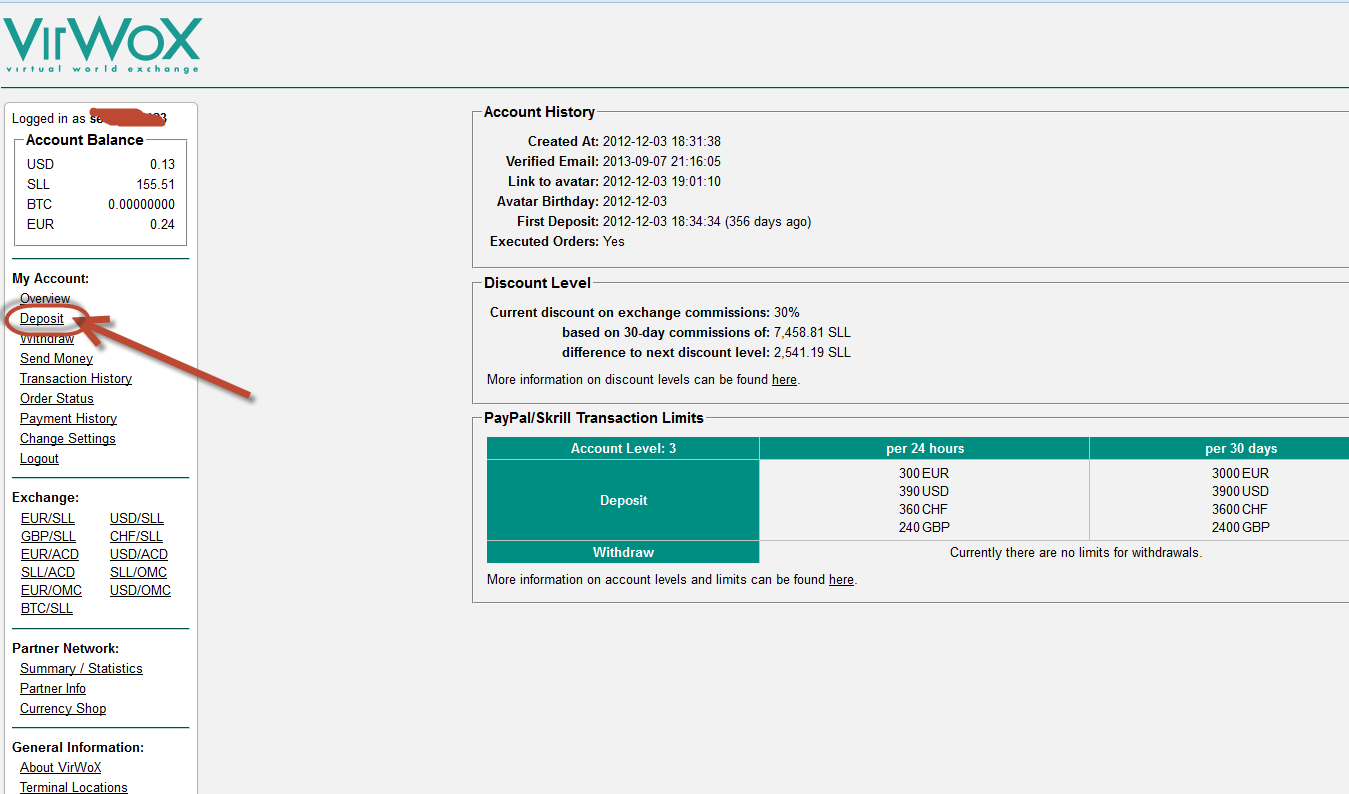 VirWoX
virtual world exchange
Logged in as
Account Balance
USD 0.13
SLL 155.51
BTC 0.00000000
EUR 0.24
My Account:
Overview
Deposit
Withdraw
Send Money
Transaction History
Order Status
Payment History
Change Settings
Logout
Exchange:
EUR/SLL USD/SLL
GBP/SLL CHF/SLL
EUR/ACD USD/ACD
SLL/ACD SLL/OMC
EUR/OMC USD/OMC
BTC/SLL
Partner Network:
Summary / Statistics
Partner Info
Currency Shop
General Information:
About VirWoX
Terminal Locations
Account History
Created At: 2012-12-03 18:31:38
Verified Email: 2013-09-07 21:16:05
Link to avatar: 2012-12-03 19:01:10
Avatar Birthday: 2012-12-03
First Deposit: 2012-12-03 18:34:34 (356 days ago)
Executed Orders: Yes
Discount Level
Current discount on exchange commissions: 30%
based on 30-day commissions of: 7,458.81 SLL
difference to next discount level: 2,541.19 SLL
More information on discount levels can be found here.
PayPal/Skrill Transaction Limits
Account Level: 3 per 24 hours per 30 days
Deposit
300 EUR 3000 EUR
390 USD 3900 USD
360 CHF 3600 CHF
240 GBP 2400 GBP
Withdraw Currently there are no limits for withdrawals.
More information on account levels and limits can be found here.